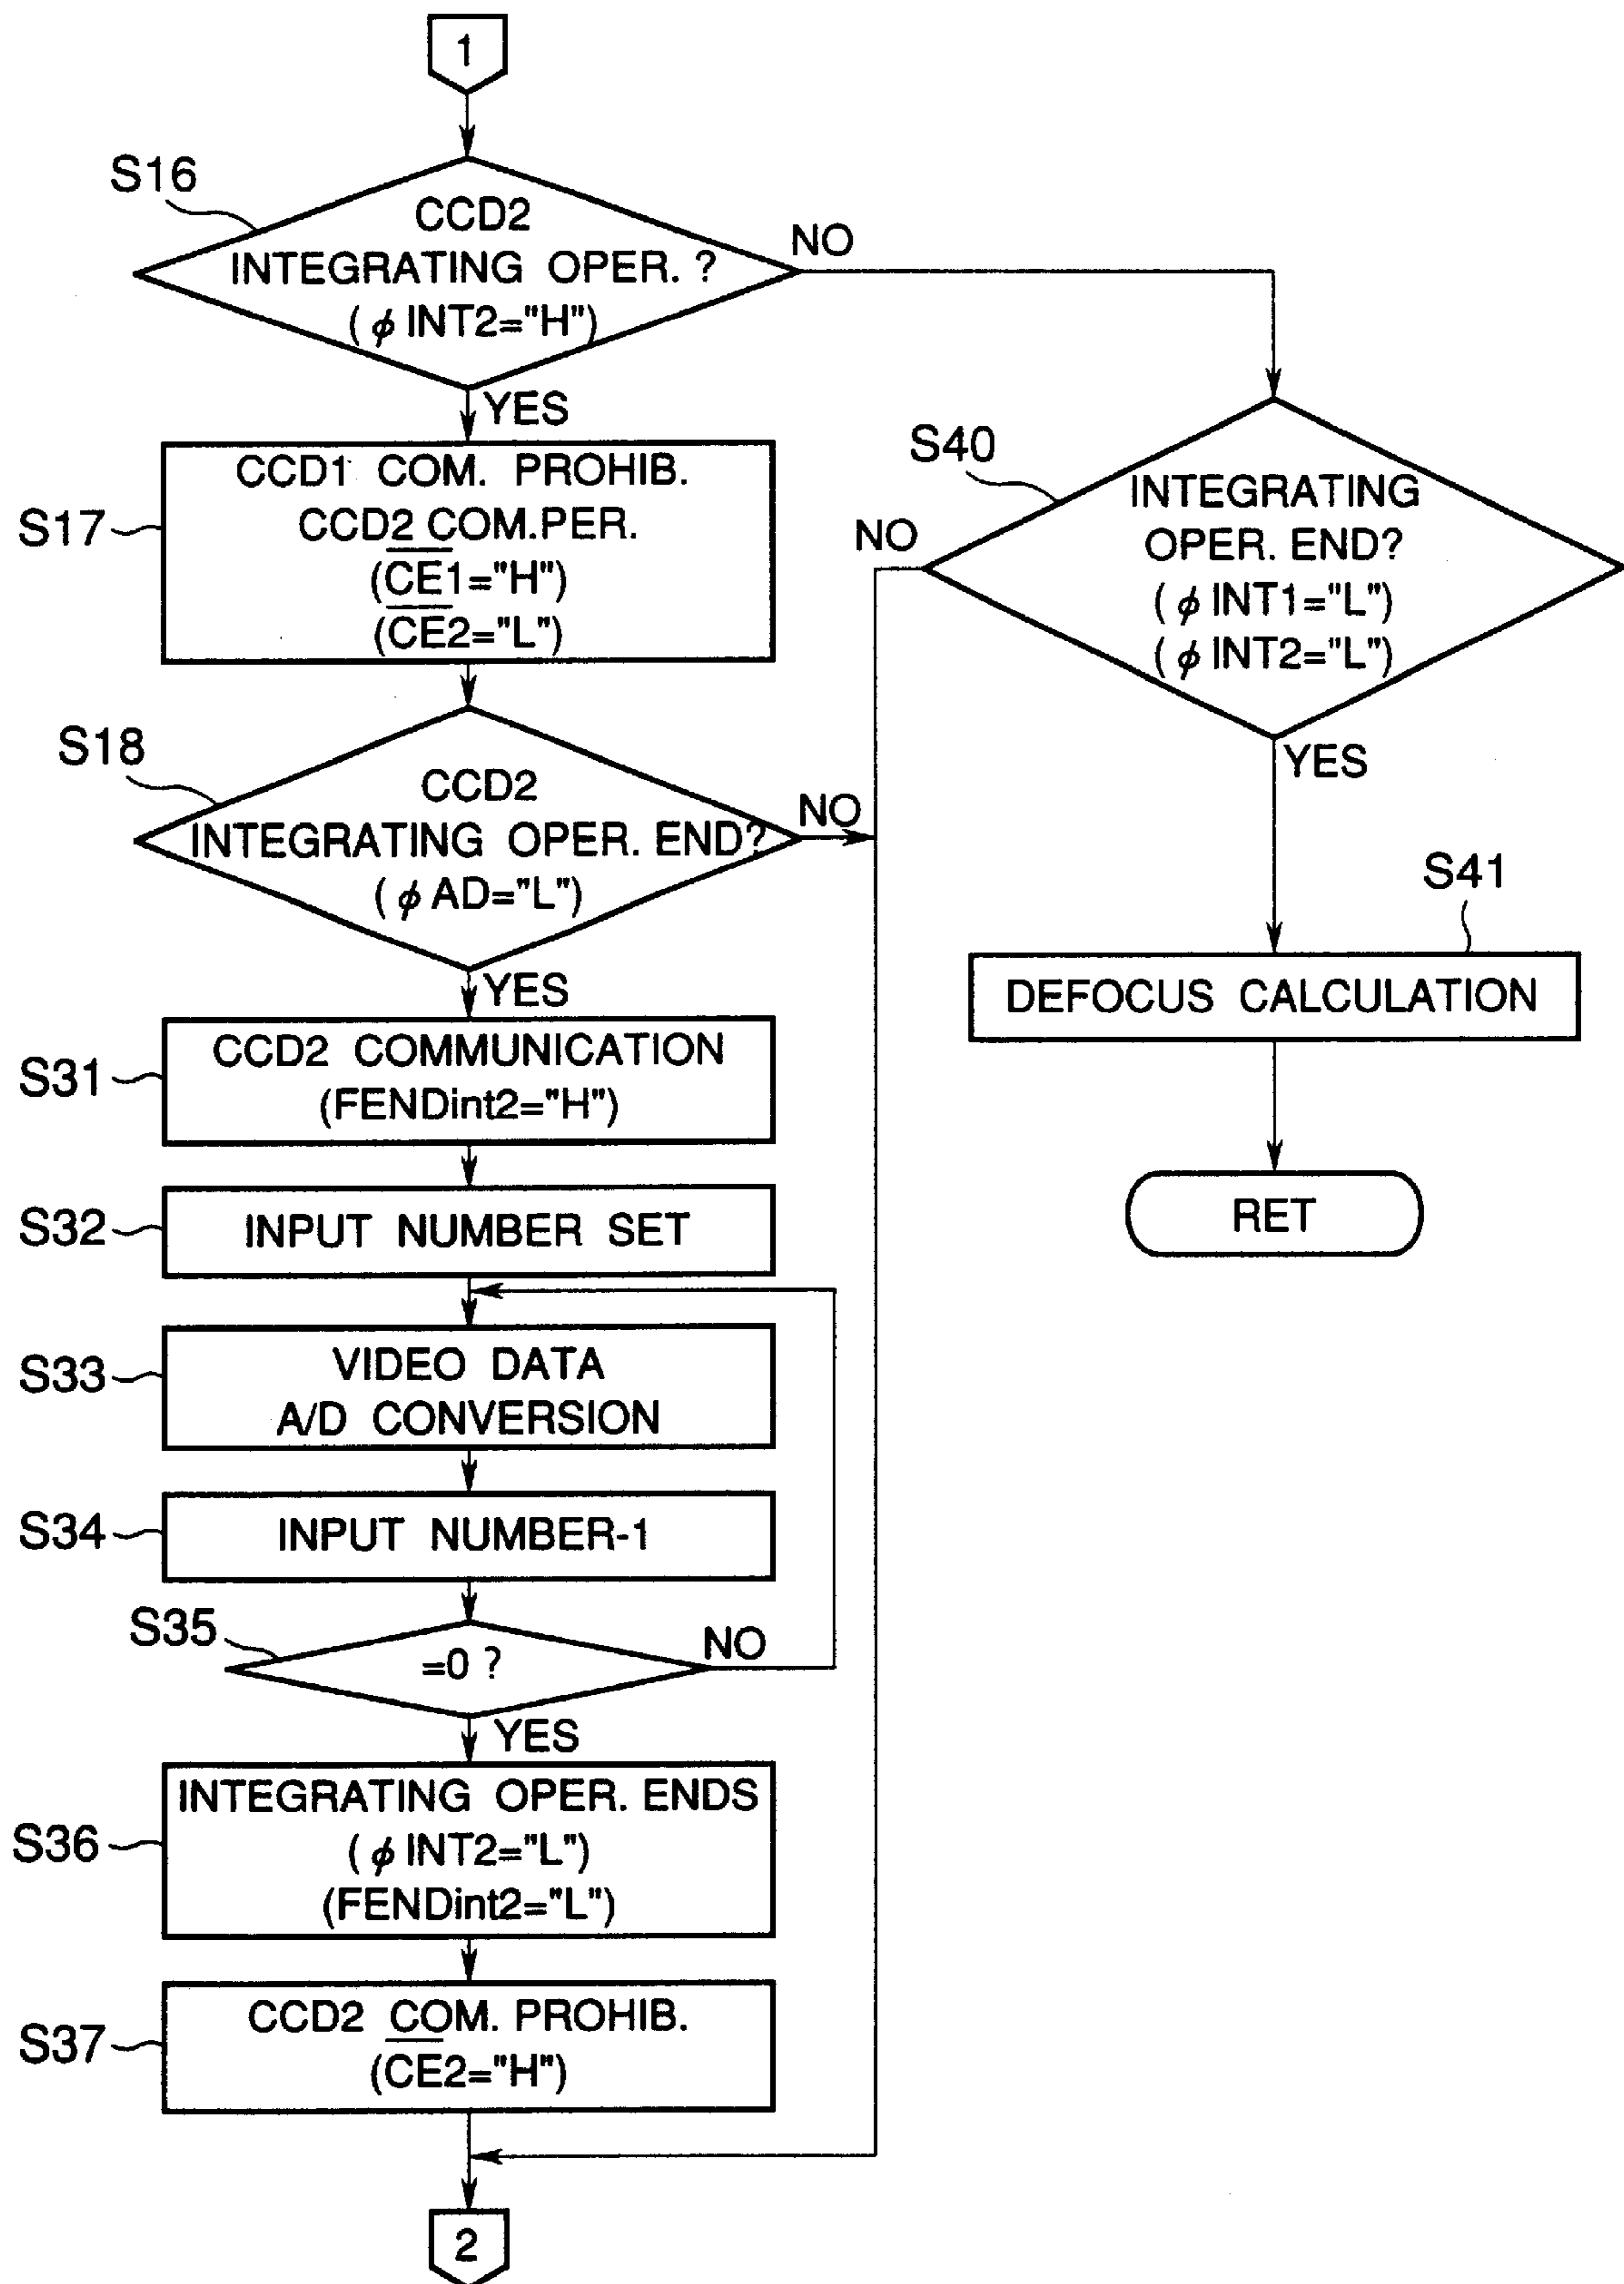 1
S16
CCD2
INTEGRATING OPER. ?
(ϕ INT2="H")
NO
YES
S17
CCD1 COM. PROHIB.
CCD2 COM.PER.
(C̅E̅1="H")
(C̅E̅2="L")
S40
INTEGRATING
OPER. END?
(ϕ INT1="L")
(ϕ INT2="L")
NO
YES
S18
CCD2
INTEGRATING OPER. END?
(ϕ AD="L")
NO
YES
S41
DEFOCUS CALCULATION
RET
S31
CCD2 COMMUNICATION
(FENDint2="H")
S32
INPUT NUMBER SET
S33
VIDEO DATA
A/D CONVERSION
S34
INPUT NUMBER-1
S35
=0 ?
NO
YES
S36
INTEGRATING OPER. ENDS
(ϕ INT2="L")
(FENDint2="L")
S37
CCD2 COM. PROHIB.
(C̅E̅2="H")
2